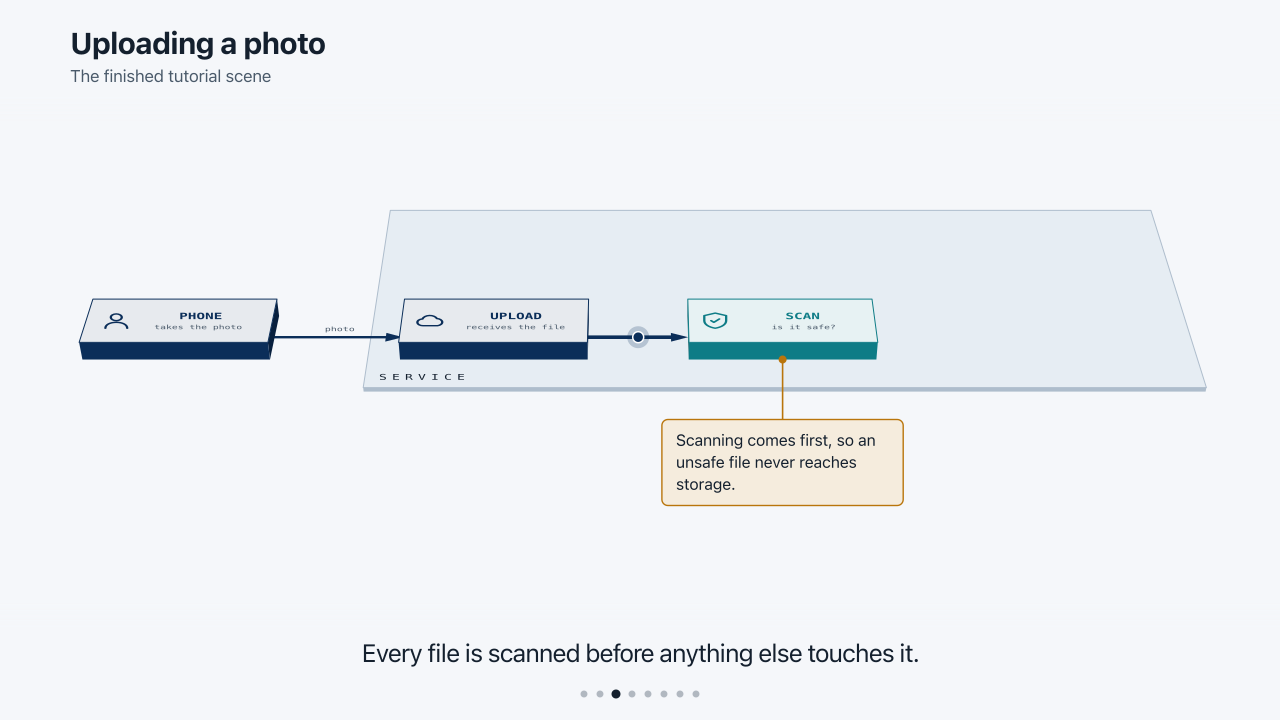 Uploading a photo
The finished tutorial scene
PHONE
takes the photo
photo
UPLOAD
receives the file
SCAN
is it safe?
SERVICE
Scanning comes first, so an
unsafe file never reaches
storage.
Every file is scanned before anything else touches it.